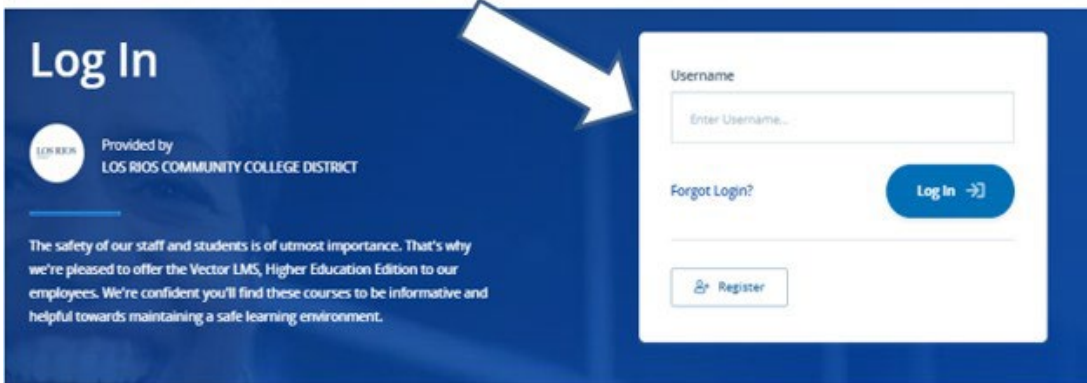 Log In
LOS RIOS
Provided by
LOS RIOS COMMUNITY COLLEGE DISTRICT
The safety of our staff and students is of utmost importance. That's why
we're pleased to offer the Vector LMS, Higher Education Edition to our
employees. We're confident you'll find these courses to be informative and
helpful towards maintaining a safe learning environment.
Username
Enter Username...
Forgot Login?
Log In
Register